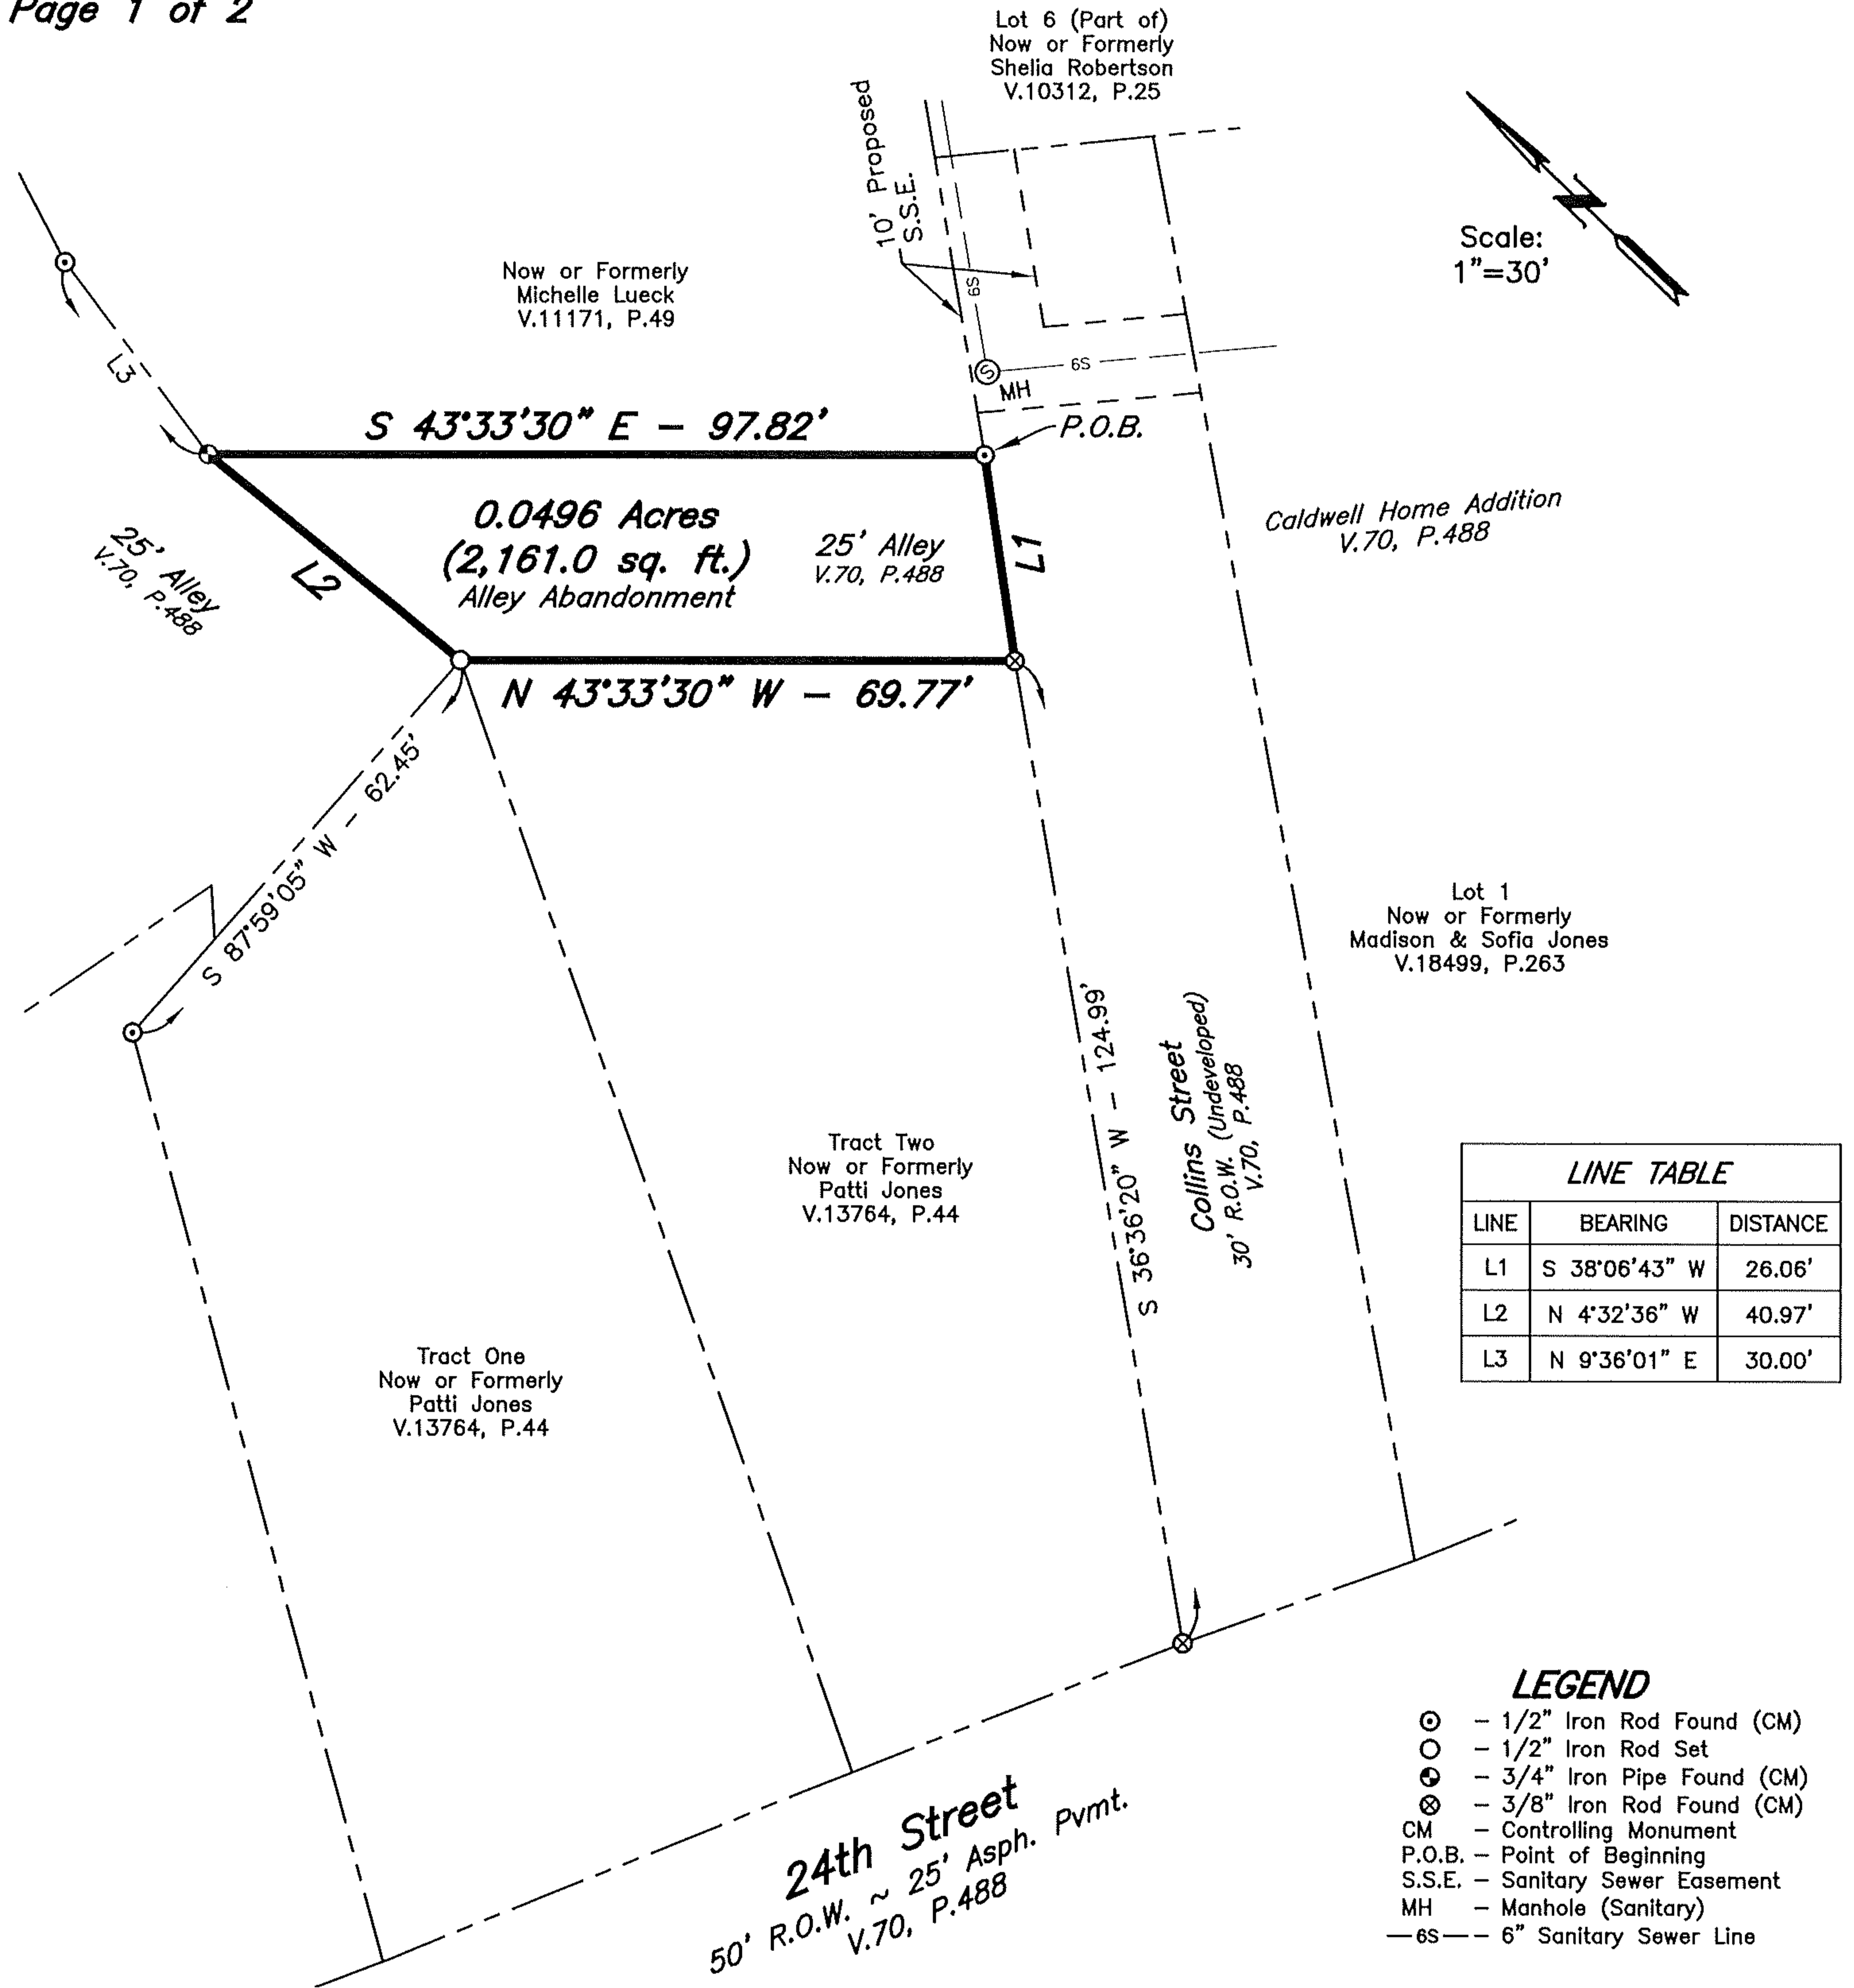 Page 1 of 2
Lot 6 (Part of)
Now or Formerly
Shelia Robertson
V.10312, P.25
10' Proposed
S.S.E.
Scale:
1"=30'
Now or Formerly
Michelle Lueck
V.11171, P.49
6S
6S
MH
L3
S 43°33'30" E – 97.82'
P.O.B.
0.0496 Acres
(2,161.0 sq. ft.)
Alley Abandonment
25' Alley
V.70, P.488
L1
Caldwell Home Addition
V.70, P.488
25' Alley
V.70, P.488
L2
N 43°33'30" W – 69.77'
S 87°59'05" W – 62.45'
Lot 1
Now or Formerly
Madison & Sofia Jones
V.18499, P.263
S 36°36'20" W – 124.99'
Collins Street
30' R.O.W. (Undeveloped)
V.70, P.488
Tract Two
Now or Formerly
Patti Jones
V.13764, P.44
Tract One
Now or Formerly
Patti Jones
V.13764, P.44
LINE TABLE
LINE BEARING DISTANCE
L1 S 38°06'43" W 26.06'
L2 N 4°32'36" W 40.97'
L3 N 9°36'01" E 30.00'
24th Street
50' R.O.W. ~ 25' Asph. Pvmt.
V.70, P.488
LEGEND
– 1/2" Iron Rod Found (CM)
– 1/2" Iron Rod Set
– 3/4" Iron Pipe Found (CM)
– 3/8" Iron Rod Found (CM)
CM – Controlling Monument
P.O.B. – Point of Beginning
S.S.E. – Sanitary Sewer Easement
MH – Manhole (Sanitary)
—6S—– 6" Sanitary Sewer Line